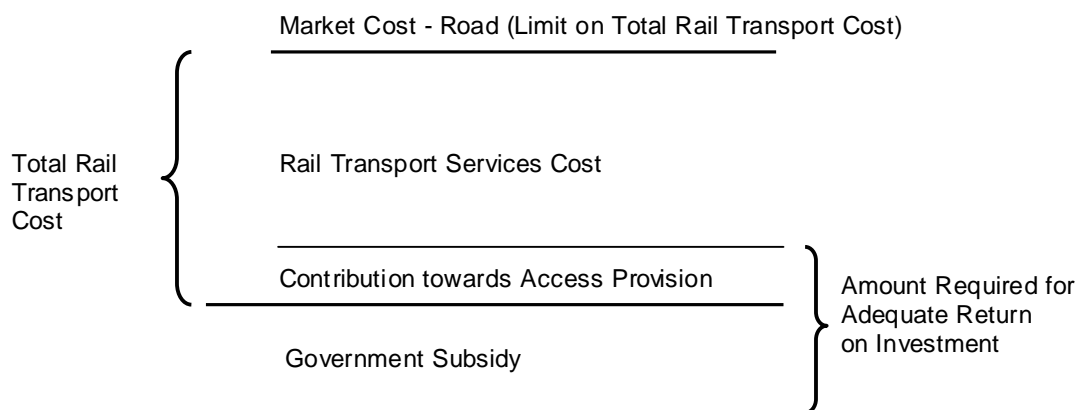 Market Cost - Road (Limit on Total Rail Transport Cost)
Total Rail
Transport
Cost
Rail Transport Services Cost
Contribution towards Access Provision
Amount Required for
Adequate Return
on Investment
Government Subsidy